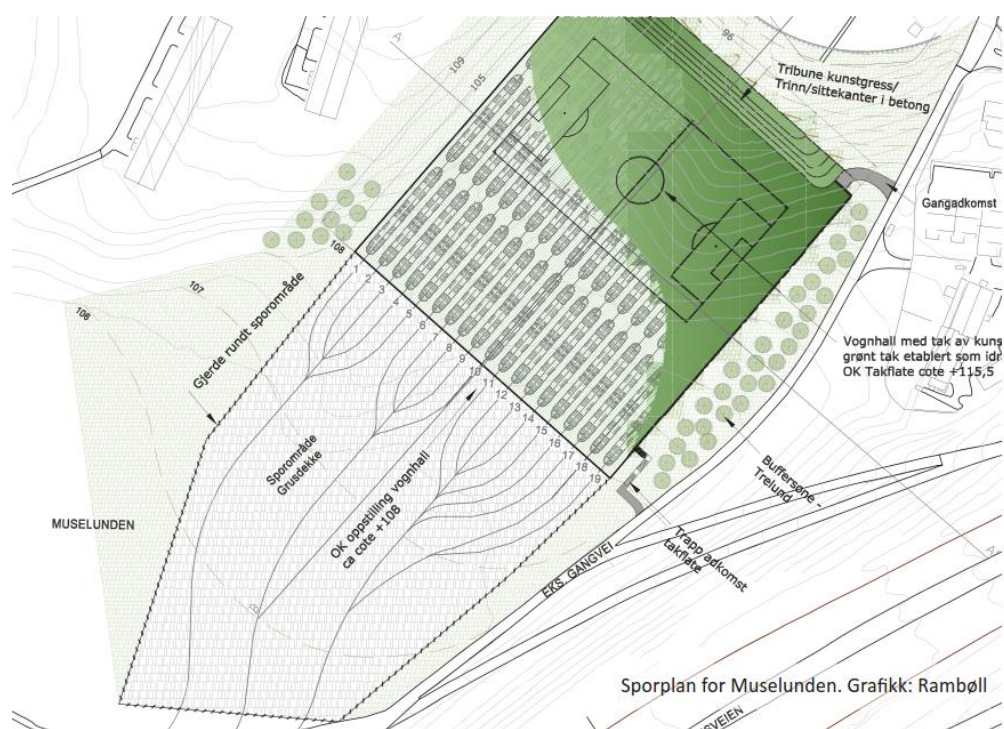 A
96
109
105
Tribune kunstgress/
Trinn/sittekanter i betong
Gangadkomst
108
107
106
Gjerde rundt sporområde
1
2
3
4
5
6
7
8
9
10
11
12
13
14
15
16
17
18
19
Vognhall med tak av kuns
grønt tak etablert som idr
OK Takflate cote +115,5
Sporområde
Grusdekke
OK oppstilling vognhall
ca cote +108
Buffersone -
Trelund
MUSELUNDEN
Trapp/adkomst
takflate
EKS. GANGVEI
A
B
Sporplan for Muselunden. Grafikk: Rambøll
SVEIEN